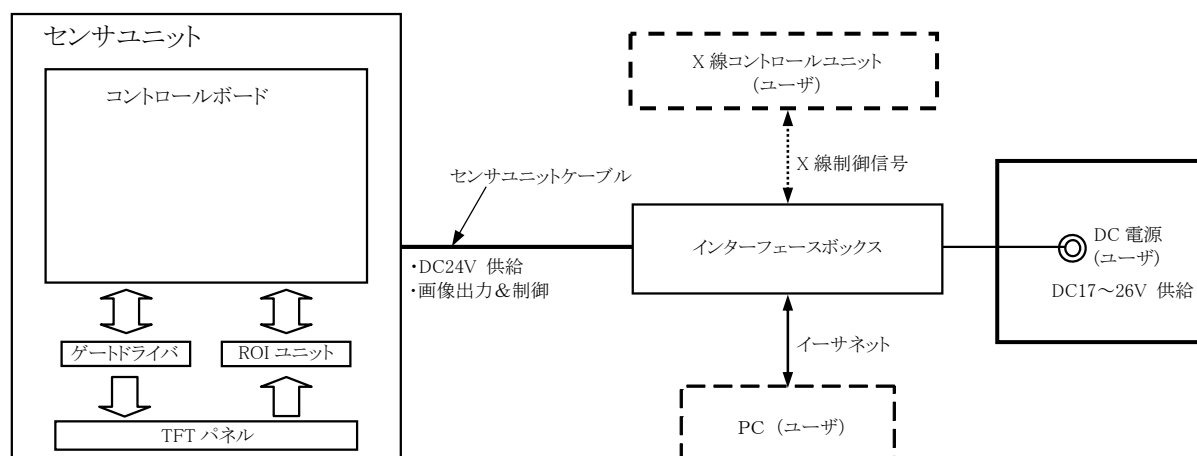 センサユニット
コントロールボード
ゲートドライバ
ROI ユニット
TFT パネル
センサユニットケーブル
・DC24V 供給
・画像出力&制御
X 線コントロールユニット
(ユーザ)
X 線制御信号
インターフェースボックス
イーサネット
PC (ユーザ)
DC 電源
(ユーザ)
DC17~26V 供給